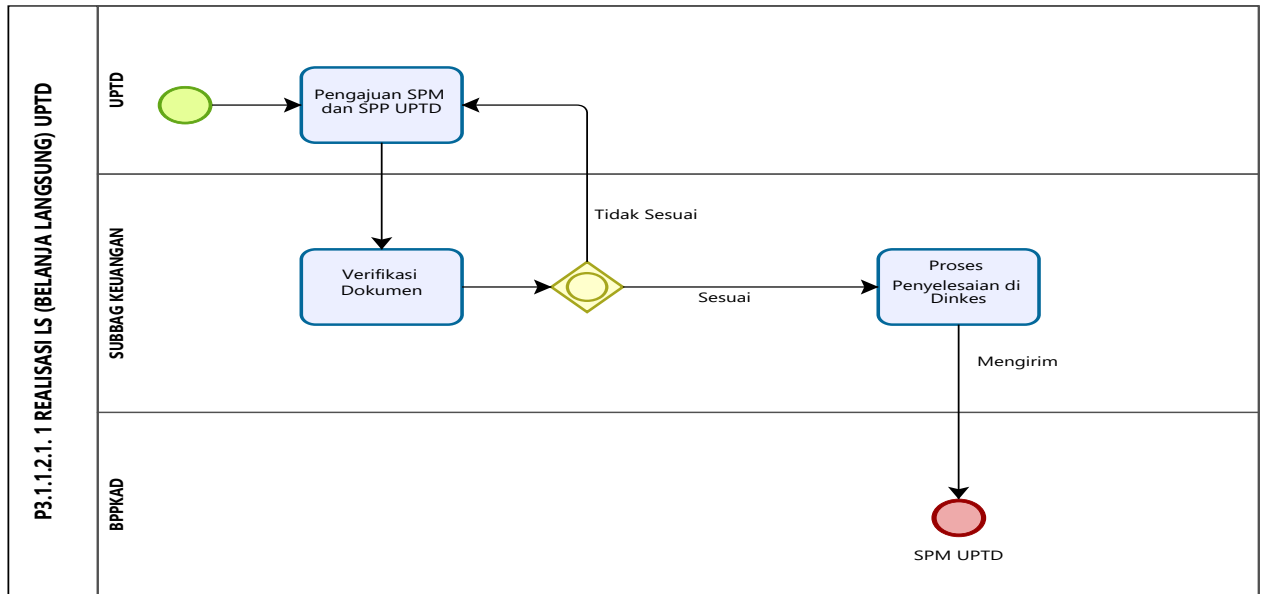 P3.1.1.2.1. 1 REALISASI LS (BELANJA LANGSUNG) UPTD
UPTD
Pengajuan SPM
dan SPP UPTD
SUBBAG KEUANGAN
Tidak Sesuai
Verifikasi
Dokumen
Sesuai
Proses
Penyelesaian di
Dinkes
Mengirim
BPPKAD
SPM UPTD